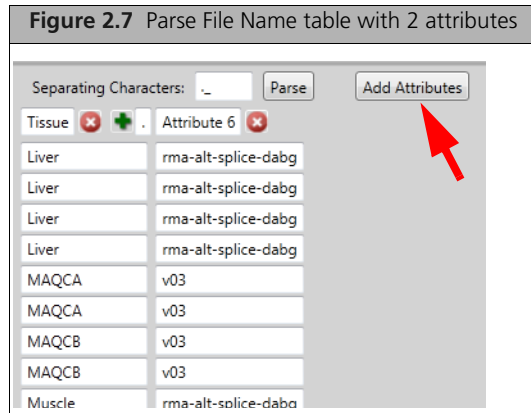 Figure 2.7 Parse File Name table with 2 attributes
Separating Characters: ._ Parse Add Attributes
Tissue . Attribute 6
Liver rma-alt-splice-dabg
Liver rma-alt-splice-dabg
Liver rma-alt-splice-dabg
Liver rma-alt-splice-dabg
MAQCA v03
MAQCA v03
MAQCB v03
MAQCB v03
Muscle rma-alt-splice-dabg